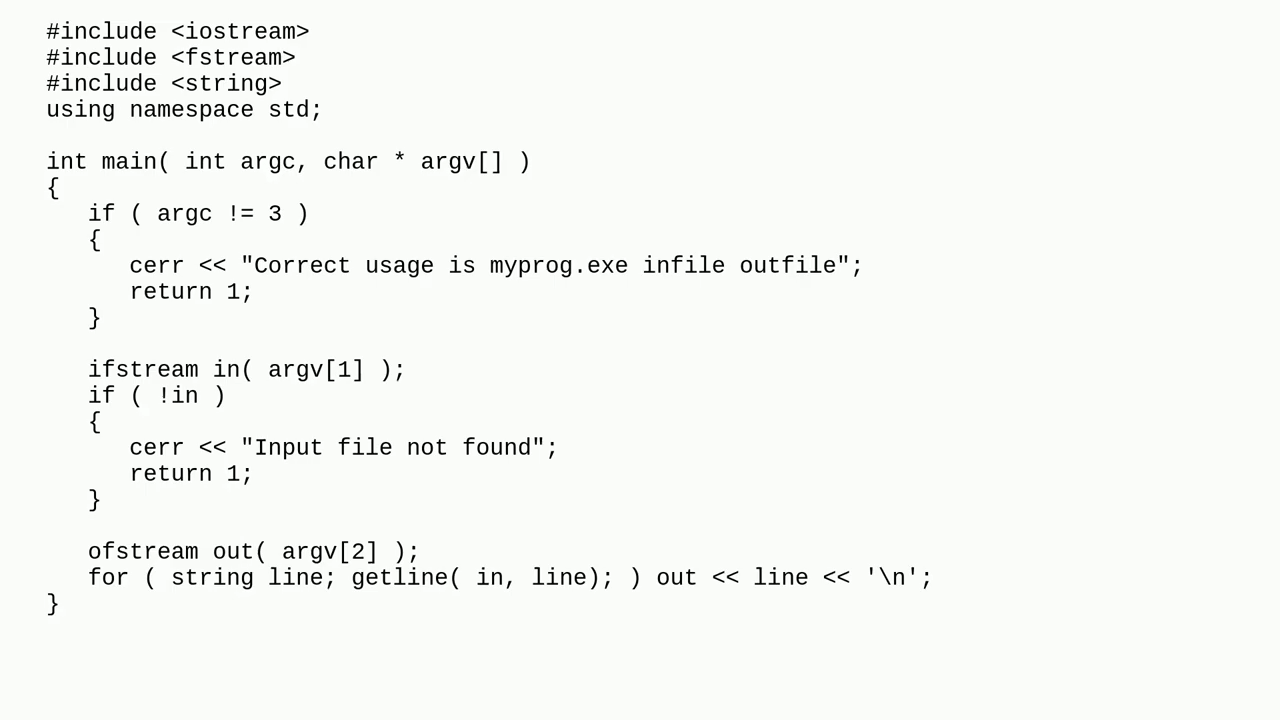 #include <iostream>
#include <fstream>
#include <string>
using namespace std;

int main( int argc, char * argv[] )
{
   if ( argc != 3 )
   {
      cerr << "Correct usage is myprog.exe infile outfile";
      return 1;
   }

   ifstream in( argv[1] );
   if ( !in )
   {
      cerr << "Input file not found";
      return 1;
   }

   ofstream out( argv[2] );
   for ( string line; getline( in, line); ) out << line << '\n';
}